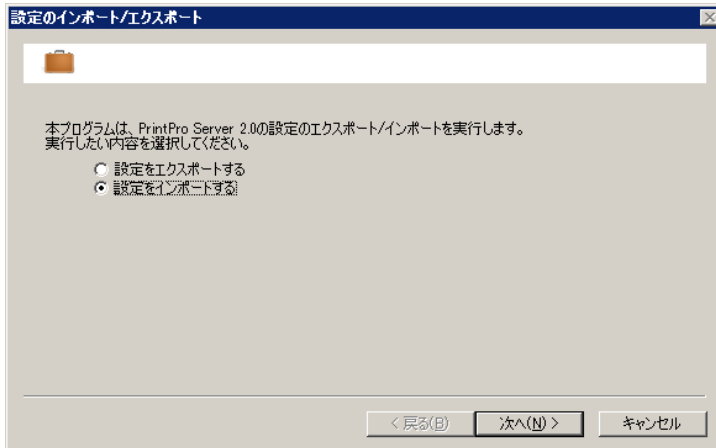 設定のインポート/エクスポート
本プログラムは、PrintPro Server 2.0の設定のエクスポート/インポートを実行します。
実行したい内容を選択してください。
設定をエクスポートする
設定をインポートする
< 戻る(B)
次へ(N) >
キャンセル